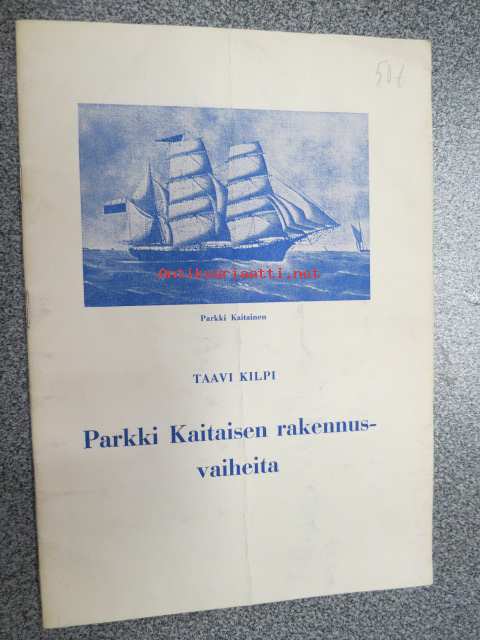 50€
Antikvariaatti.net
Parkki Kaitainen
TAAVI KILPI
Parkki Kaitaisen rakennus-
vaiheita